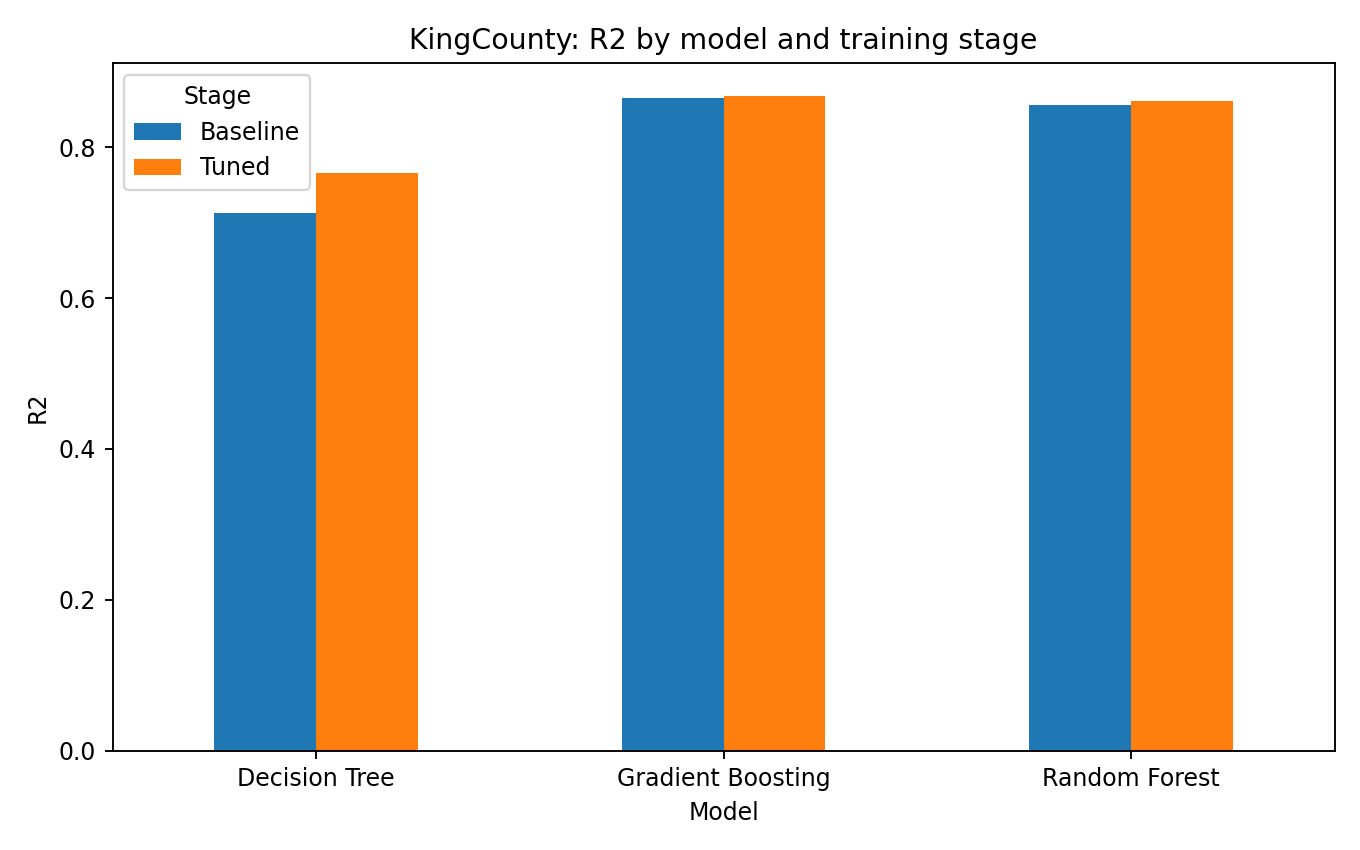 KingCounty: R2 by model and training stage
Stage
Baseline
Tuned
0.8
0.6
0.4
0.2
0.0
R2
Decision Tree
Gradient Boosting
Random Forest
Model